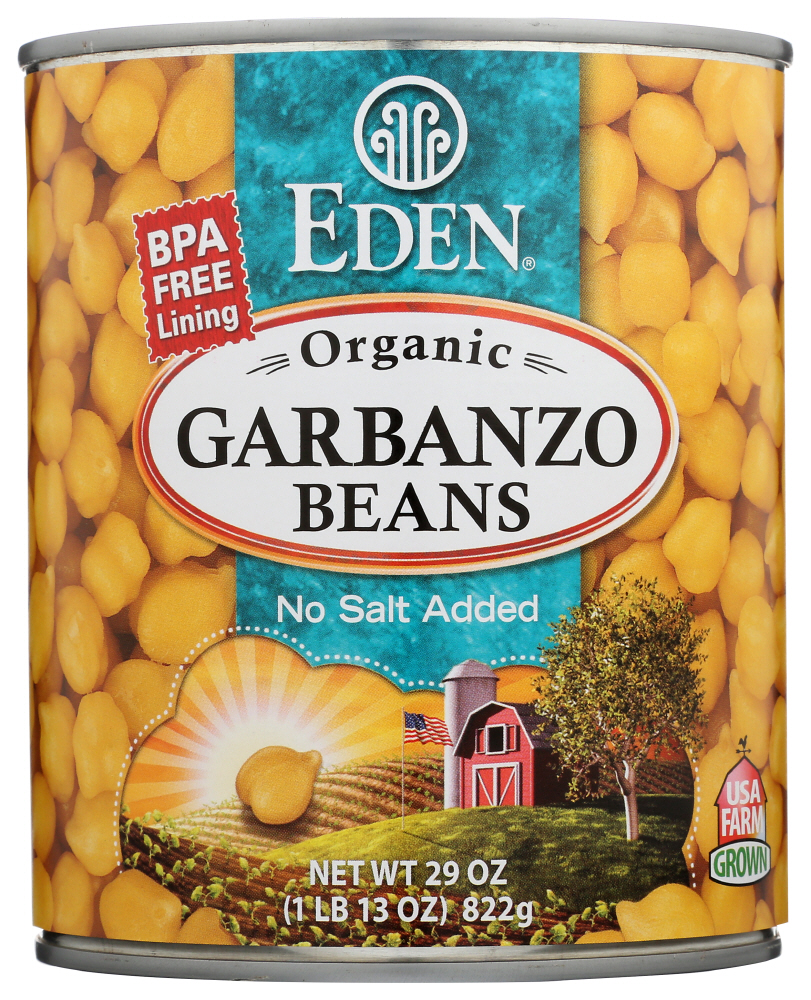 EDEN®
BPA
FREE
Lining
Organic
GARBANZO
BEANS
No Salt Added
USA
FARM
GROWN
NET WT 29 OZ
(1 LB 13 OZ) 822g